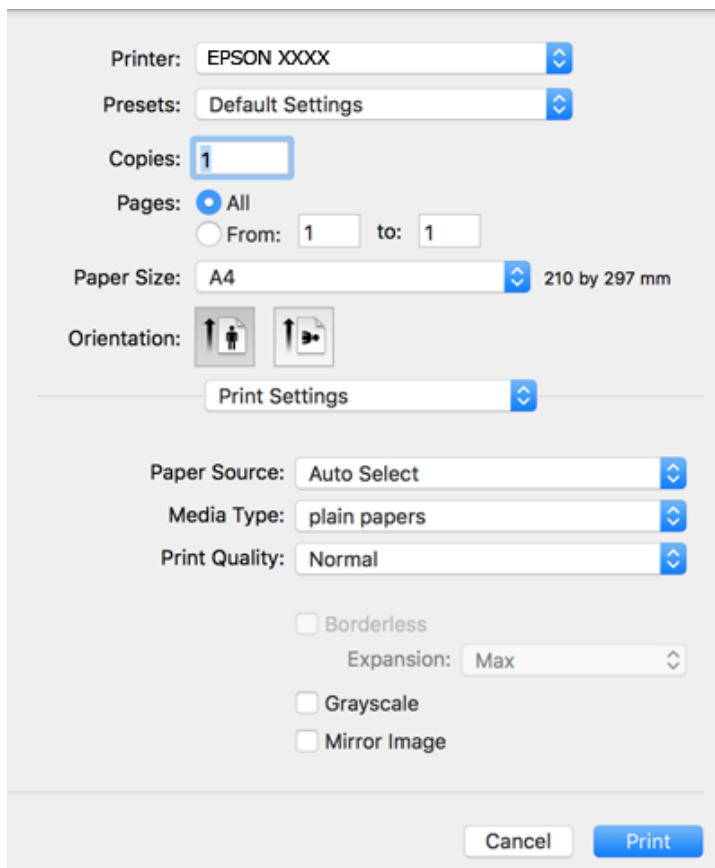 Printer: EPSON XXXX
Presets: Default Settings
Copies: 1
Pages: All
From: 1 to: 1
Paper Size: A4 210 by 297 mm
Orientation:
Print Settings
Paper Source: Auto Select
Media Type: plain papers
Print Quality: Normal
Borderless
Expansion: Max
Grayscale
Mirror Image
Cancel Print